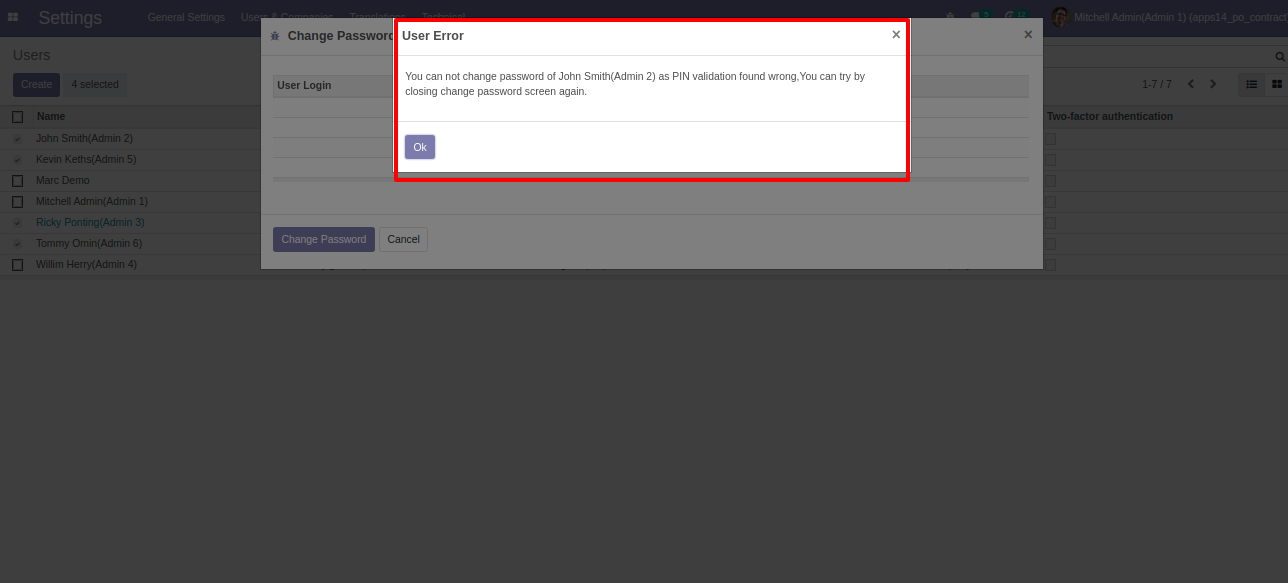 Settings
General Settings Users & Companies Translations Technical
5 12 Mitchell Admin(Admin 1) (apps14_po_contract
Change Password
×
User Error ×
Users
You can not change password of John Smith(Admin 2) as PIN validation found wrong,You can try by
closing change password screen again.
Create 4 selected
User Login
1-7 / 7
Name
Two-factor authentication
John Smith(Admin 2)
Ok
Kevin Keths(Admin 5)
Marc Demo
Mitchell Admin(Admin 1)
Ricky Ponting(Admin 3)
Change Password Cancel
Tommy Omin(Admin 6)
Willim Herry(Admin 4)